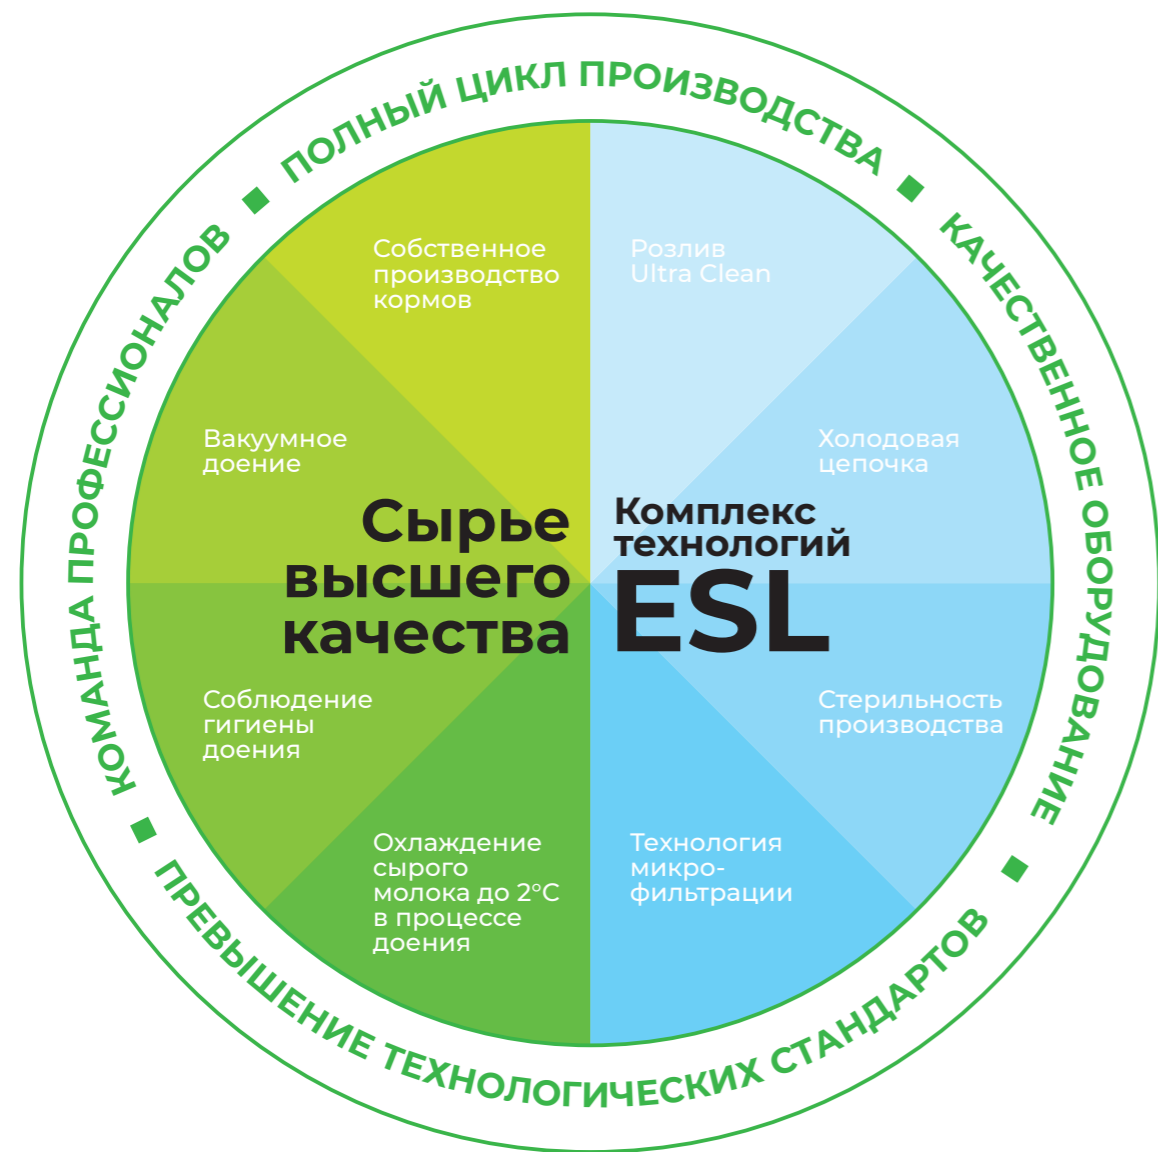 ПОЛНЫЙ ЦИКЛ ПРОИЗВОДСТВА
КАЧЕСТВЕННОЕ ОБОРУДОВАНИЕ
ПРЕВЫШЕНИЕ ТЕХНОЛОГИЧЕСКИХ СТАНДАРТОВ
КОМАНДА ПРОФЕССИОНАЛОВ
Собственное
производство
кормов
Вакуумное
доение
Сырье
высшего
качества
Соблюдение
гигиены
доения
Охлаждение
сырого
молока до 2°C
в процессе
доения
Розлив
Ultra Clean
Холодовая
цепочка
Комплекс
технологий
ESL
Стерильность
производства
Технология
микро-
фильтрации